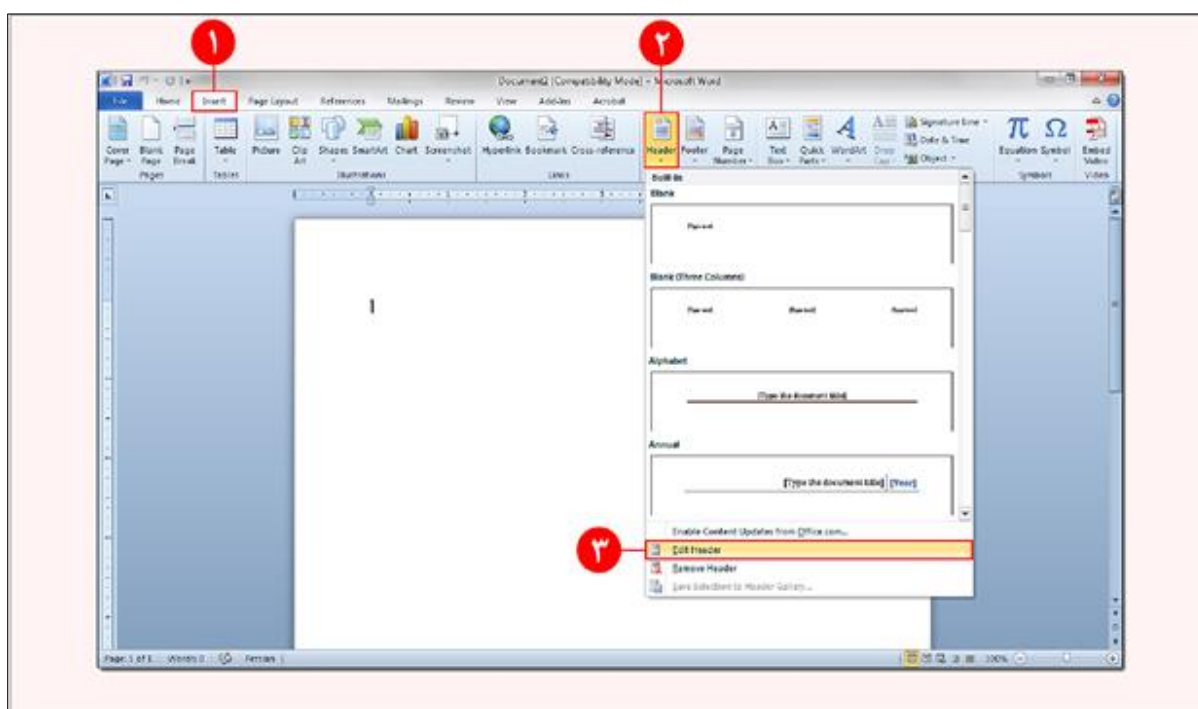 ۱
۲
Document2 [Compatibility Mode] - Microsoft Word
File Home Insert Page Layout References Mailings Review View Add-Ins Acrobat
Cover Page Blank Page Page Break Table Picture Clip Art Shapes SmartArt Chart Screenshot Hyperlink Bookmark Cross-reference Header Footer Page Number Text Box Quick Parts WordArt Drop Cap Signature Line Date & Time Object Equation Symbol Embed Video
Pages Tables Illustrations Links Symbols Video
Built-In
Blank
Blank (Three Columns)
Alphabet
[Type the document title]
Annual
[Type the document title] [Year]
Enable Content Updates from Office.com...
۳
Edit Header
Remove Header
Save Selection to Header Gallery...
Page: 1 of 1 Words: 0 Persian 100%